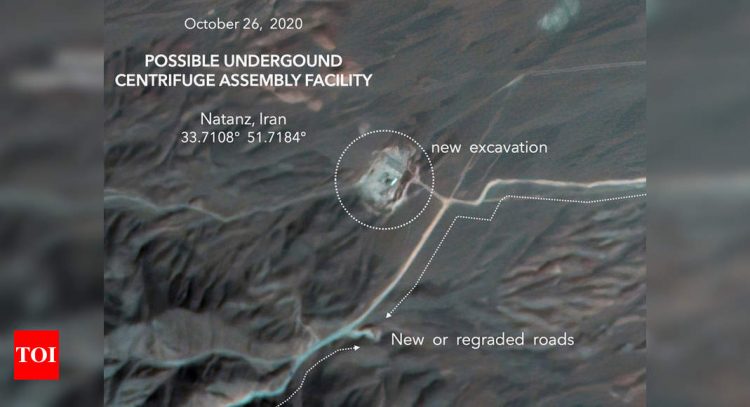 October 26, 2020
POSSIBLE UNDERGOUND
CENTRIFUGE ASSEMBLY FACILITY
Natanz, Iran
33.7108° 51.7184°
new excavation
New or regraded roads
TOI